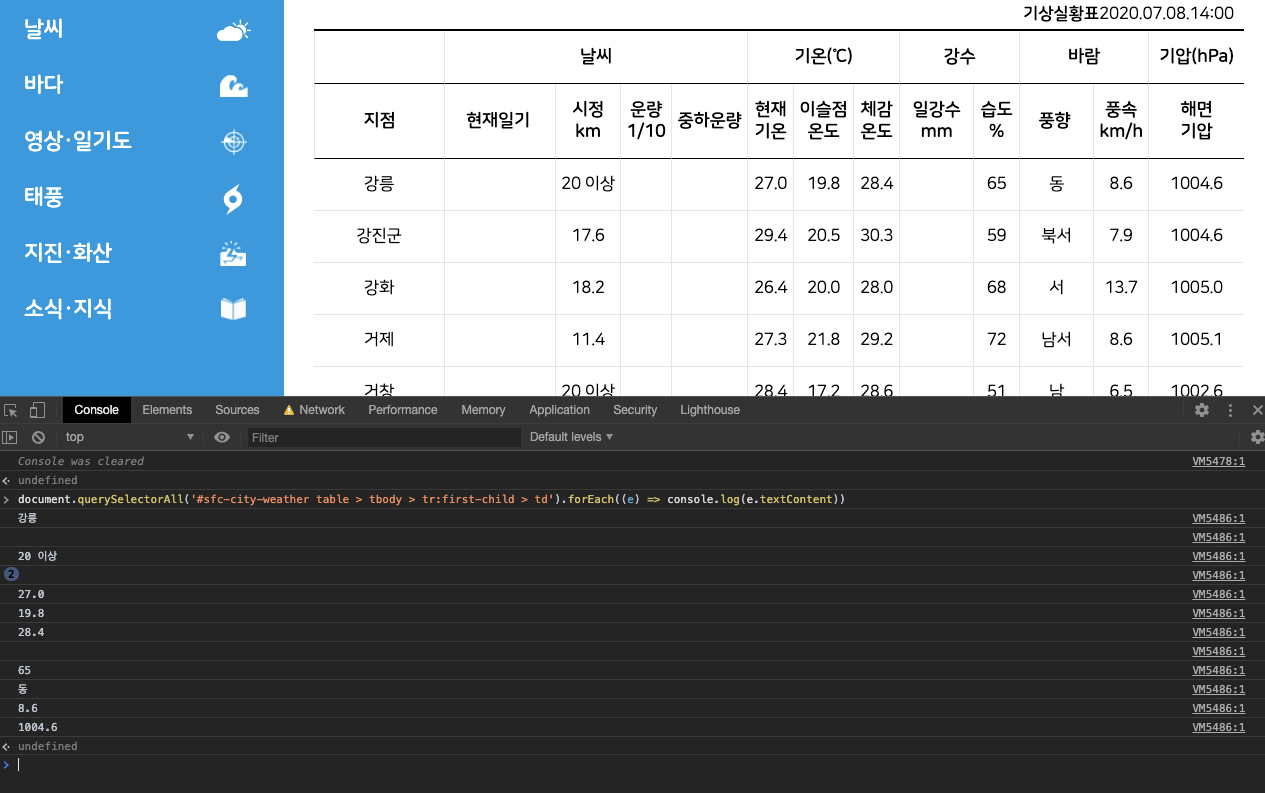 날씨
바다
영상·일기도
태풍
지진·화산
소식·지식
기상실황표2020.07.08.14:00
날씨 기온(℃) 강수 바람 기압(hPa)
지점 현재일기 시정 km 운량 1/10 중하운량 현재 기온 이슬점 온도 체감 온도 일강수 mm 습도 % 풍향 풍속 km/h 해면 기압
강릉 20 이상 27.0 19.8 28.4 65 동 8.6 1004.6
강진군 17.6 29.4 20.5 30.3 59 북서 7.9 1004.6
강화 18.2 26.4 20.0 28.0 68 서 13.7 1005.0
거제 11.4 27.3 21.8 29.2 72 남서 8.6 1005.1
거창 20 이상 28.4 17.2 28.6 51 남 6.5 1002.6
Console Elements Sources Network Performance Memory Application Security Lighthouse
top Filter Default levels
Console was cleared VM5478:1
undefined
document.querySelectorAll('#sfc-city-weather table > tbody > tr:first-child > td').forEach((e) => console.log(e.textContent))
강릉 VM5486:1
VM5486:1
20 이상 VM5486:1
2 VM5486:1
27.0 VM5486:1
19.8 VM5486:1
28.4 VM5486:1
VM5486:1
65 VM5486:1
동 VM5486:1
8.6 VM5486:1
1004.6 VM5486:1
undefined